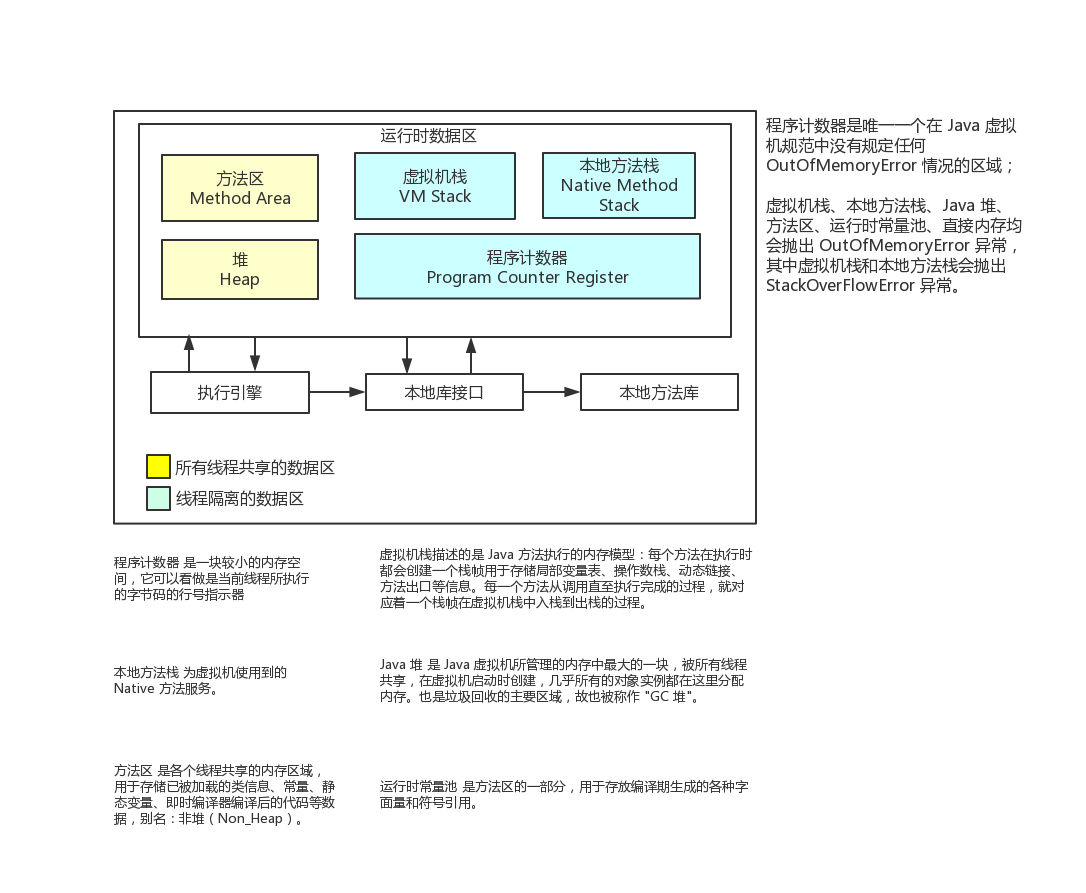 运行时数据区
方法区
Method Area
虚拟机栈
VM Stack
本地方法栈
Native Method
Stack
堆
Heap
程序计数器
Program Counter Register
执行引擎
本地库接口
本地方法库
所有线程共享的数据区
线程隔离的数据区
程序计数器是唯一一个在 Java 虚拟
机规范中没有规定任何
OutOfMemoryError 情况的区域；
虚拟机栈、本地方法栈、Java 堆、
方法区、运行时常量池、直接内存均
会抛出 OutOfMemoryError 异常，
其中虚拟机栈和本地方法栈会抛出
StackOverFlowError 异常。
程序计数器 是一块较小的内存空
间，它可以看做是当前线程所执行
的字节码的行号指示器
虚拟机栈描述的是 Java 方法执行的内存模型：每个方法在执行时
都会创建一个栈帧用于存储局部变量表、操作数栈、动态链接、
方法出口等信息。每一个方法从调用直至执行完成的过程，就对
应着一个栈帧在虚拟机栈中入栈到出栈的过程。
本地方法栈 为虚拟机使用到的
Native 方法服务。
Java 堆 是 Java 虚拟机所管理的内存中最大的一块，被所有线程
共享，在虚拟机启动时创建，几乎所有的对象实例都在这里分配
内存。也是垃圾回收的主要区域，故也被称作 "GC 堆"。
方法区 是各个线程共享的内存区域，
用于存储已被加载的类信息、常量、静
态变量、即时编译器编译后的代码等数
据，别名：非堆（Non_Heap）。
运行时常量池 是方法区的一部分，用于存放编译期生成的各种字
面量和符号引用。